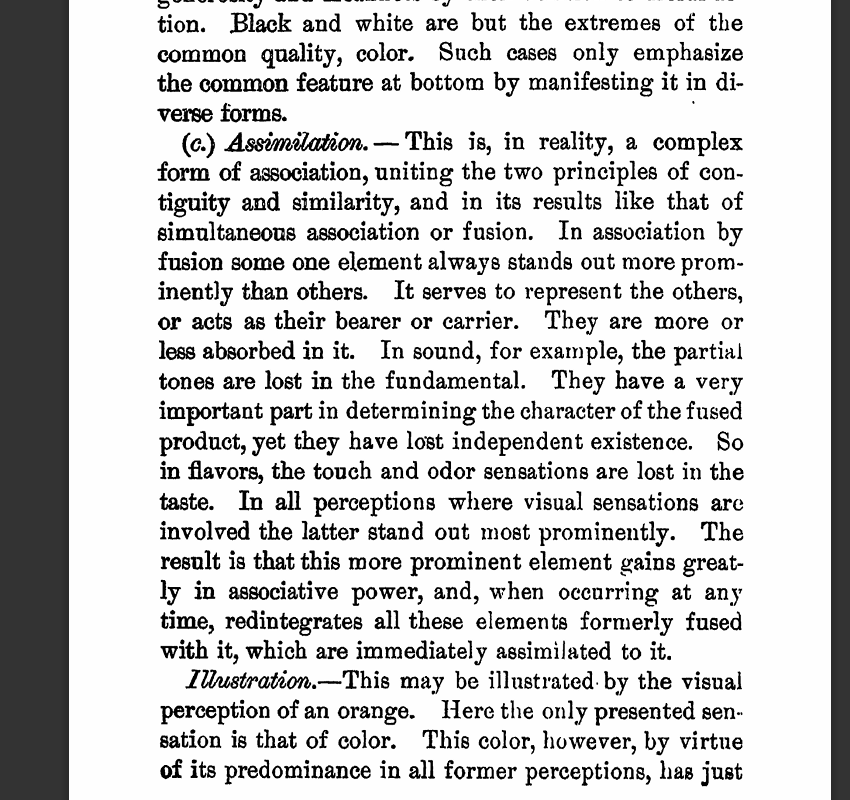 tion. Black and white are but the extremes of the
common quality, color. Such cases only emphasize
the common feature at bottom by manifesting it in di-
verse forms.
(c.) Assimilation. — This is, in reality, a complex
form of association, uniting the two principles of con-
tiguity and similarity, and in its results like that of
simultaneous association or fusion. In association by
fusion some one element always stands out more prom-
inently than others. It serves to represent the others,
or acts as their bearer or carrier. They are more or
less absorbed in it. In sound, for example, the partial
tones are lost in the fundamental. They have a very
important part in determining the character of the fused
product, yet they have lost independent existence. So
in flavors, the touch and odor sensations are lost in the
taste. In all perceptions where visual sensations are
involved the latter stand out most prominently. The
result is that this more prominent element gains great-
ly in associative power, and, when occurring at any
time, redintegrates all these elements formerly fused
with it, which are immediately assimilated to it.
Illustration.—This may be illustrated by the visual
perception of an orange. Here the only presented sen-
sation is that of color. This color, however, by virtue
of its predominance in all former perceptions, has just